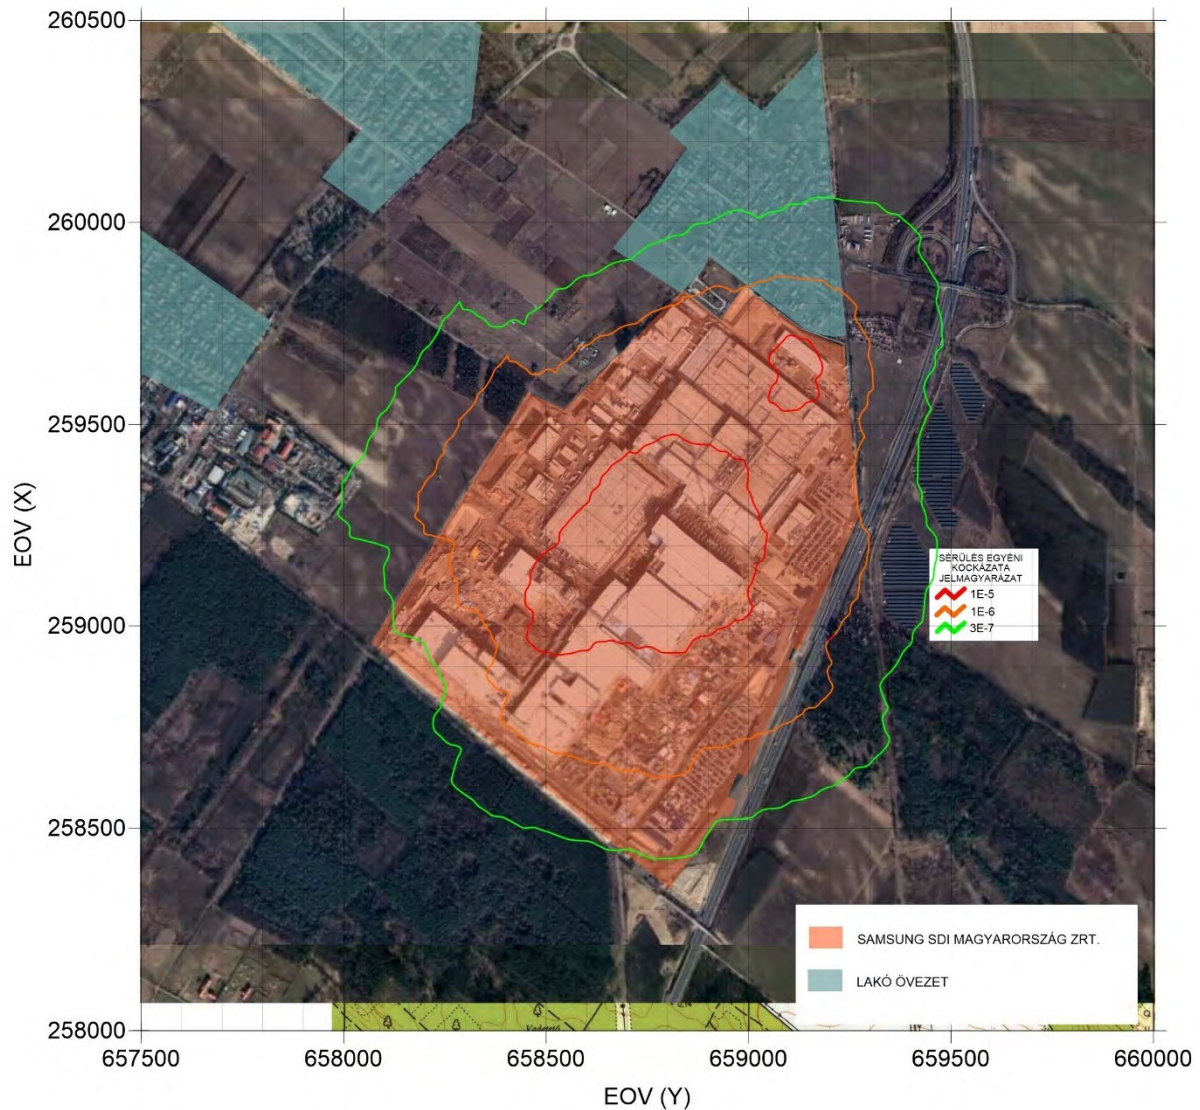 260500
260000
259500
259000
258500
258000
EOV (X)
SÉRÜLÉS EGYÉNI
KOCKÁZATA
JELMAGYARÁZAT
1E-5
1E-6
3E-7
SAMSUNG SDI MAGYARORSZÁG ZRT.
LAKÓ ÖVEZET
657500 658000 658500 659000 659500 660000
EOV (Y)